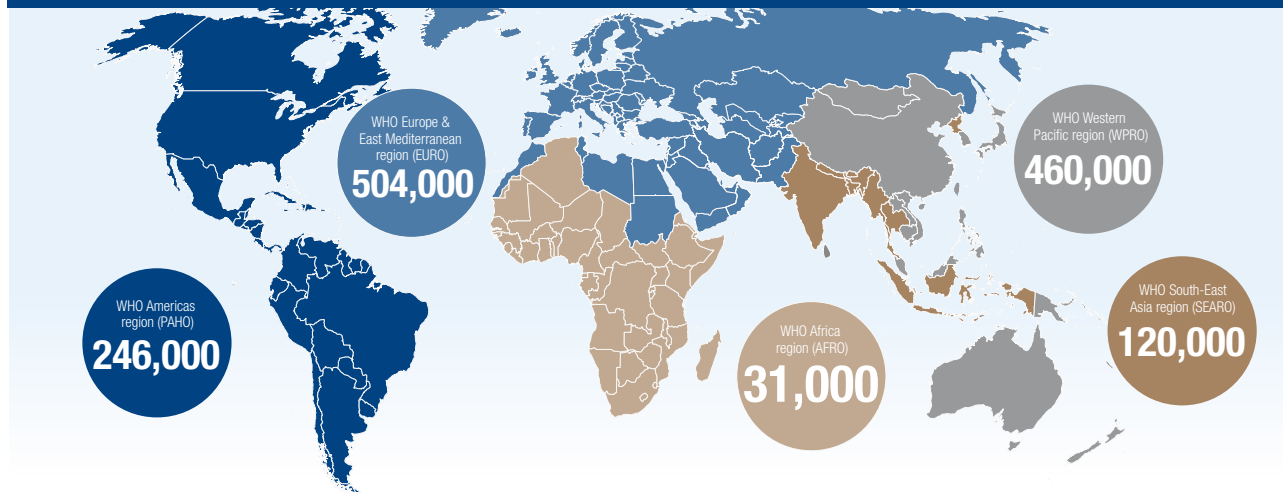 WHO Europe &
East Mediterranean
region (EURO)
504,000
WHO Western
Pacific region (WPRO)
460,000
WHO Americas
region (PAHO)
246,000
WHO Africa
region (AFRO)
31,000
WHO South-East
Asia region (SEARO)
120,000